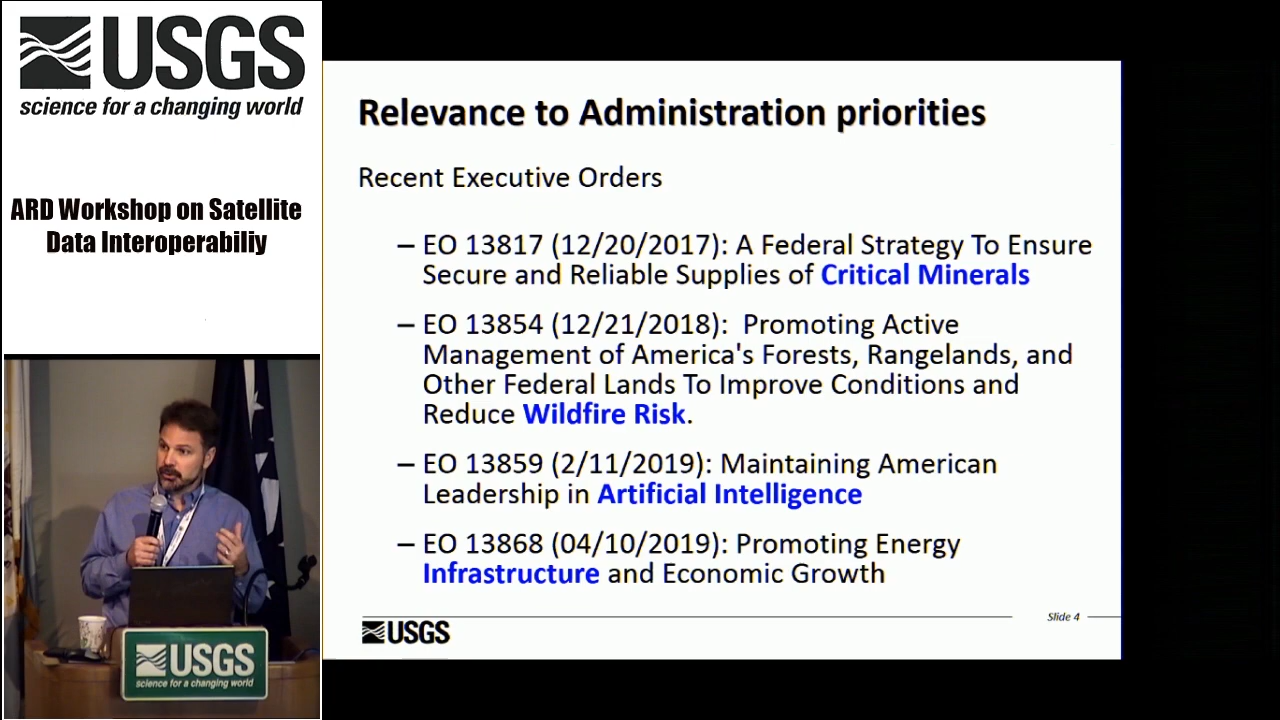 USGS
science for a changing world
ARD Workshop on Satellite
Data Interoperabiliy
Relevance to Administration priorities
Recent Executive Orders
– EO 13817 (12/20/2017): A Federal Strategy To Ensure
Secure and Reliable Supplies of Critical Minerals
– EO 13854 (12/21/2018): Promoting Active
Management of America's Forests, Rangelands, and
Other Federal Lands To Improve Conditions and
Reduce Wildfire Risk.
– EO 13859 (2/11/2019): Maintaining American
Leadership in Artificial Intelligence
– EO 13868 (04/10/2019): Promoting Energy
Infrastructure and Economic Growth
Slide 4
USGS
USGS
science for a changing world